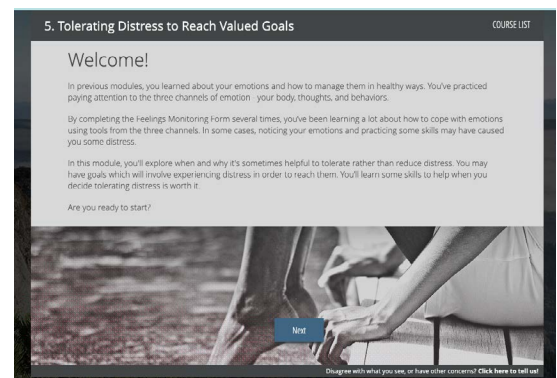 5. Tolerating Distress to Reach Valued Goals
COURSE LIST
Welcome!
In previous modules, you learned about your emotions and how to manage them in healthy ways. You've practiced
paying attention to the three channels of emotion - your body, thoughts, and behaviors.
By completing the Feelings Monitoring Form several times, you've been learning a lot about how to cope with emotions
using tools from the three channels. In some cases, noticing your emotions and practicing some skills may have caused
you some distress.
In this module, you'll explore when and why it's sometimes helpful to tolerate rather than reduce distress. You may
have goals which will involve experiencing distress in order to reach them. You'll learn some skills to help when you
decide tolerating distress is worth it.
Are you ready to start?
Next
Disagree with what you see, or have other concerns? Click here to tell us!